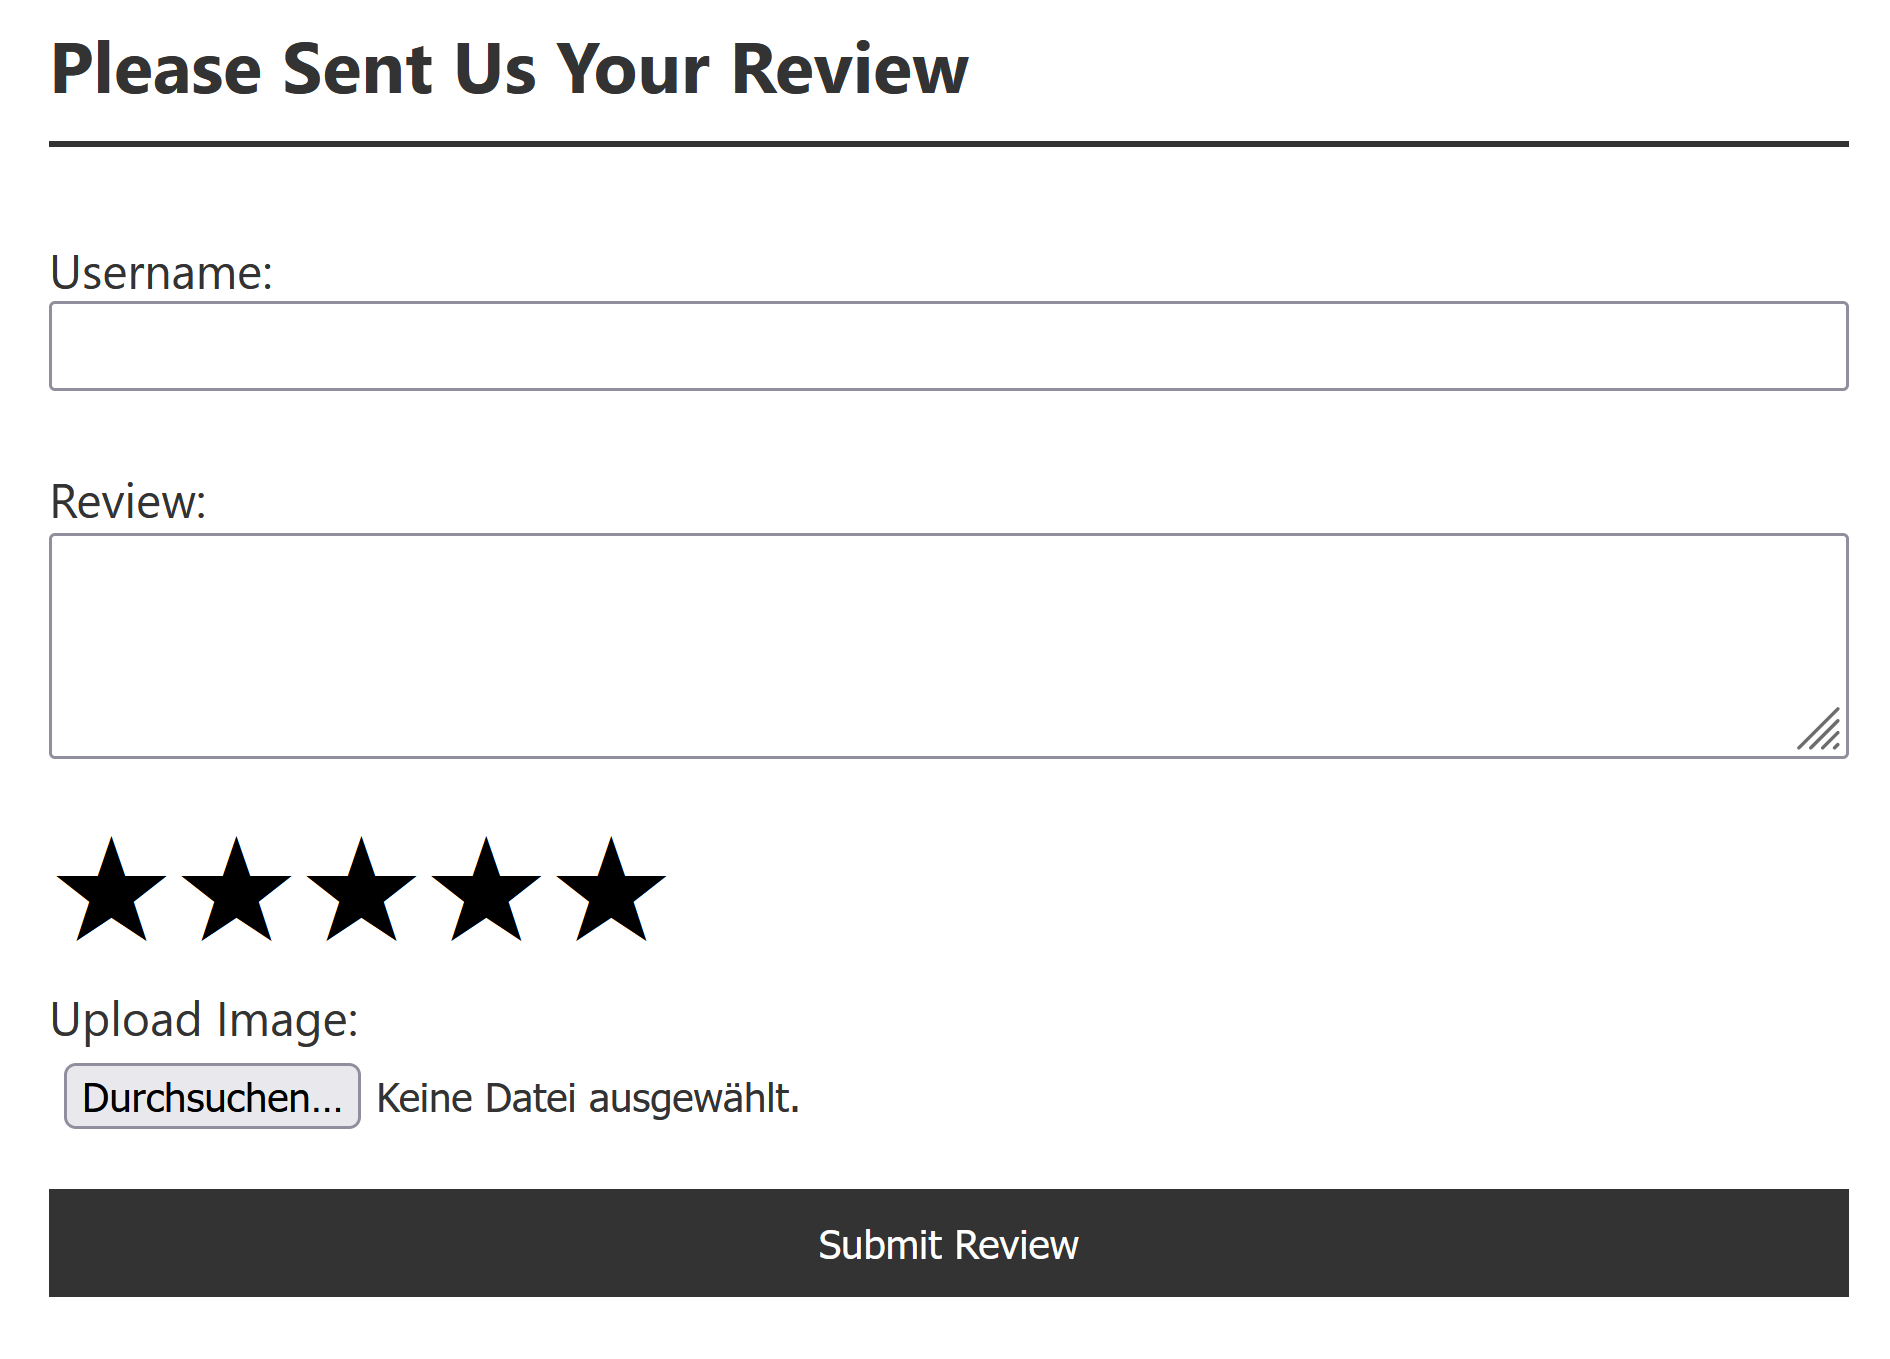 Please Sent Us Your Review
Username:
Review:
Upload Image:
Durchsuchen... Keine Datei ausgewählt.
Submit Review